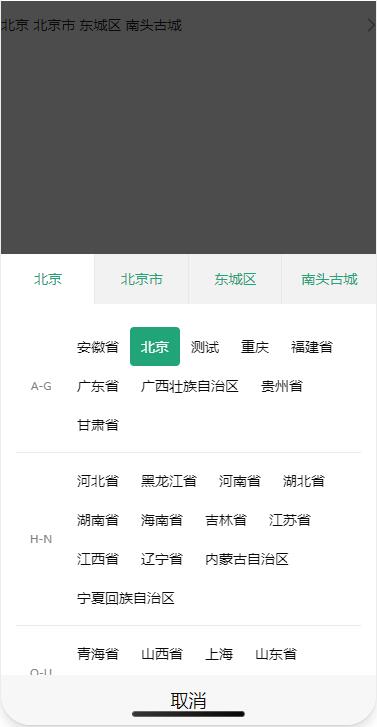 北京 北京市 东城区 南头古城
北京 北京市 东城区 南头古城
安徽省 北京 测试 重庆 福建省
A-G 广东省 广西壮族自治区 贵州省
甘肃省
河北省 黑龙江省 河南省 湖北省
湖南省 海南省 吉林省 江苏省
H-N
江西省 辽宁省 内蒙古自治区
宁夏回族自治区
青海省 山西省 上海 山东省
取消